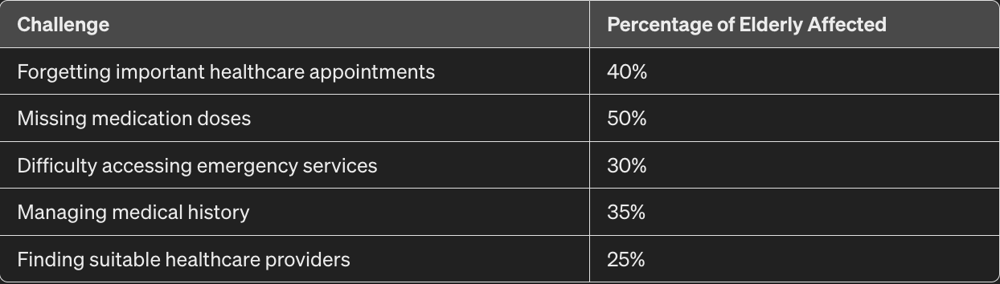 Challenge Percentage of Elderly Affected
Forgetting important healthcare appointments 40%
Missing medication doses 50%
Difficulty accessing emergency services 30%
Managing medical history 35%
Finding suitable healthcare providers 25%